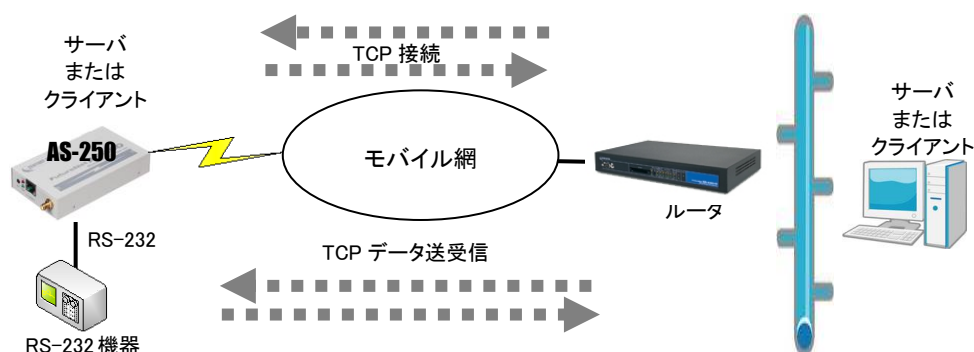 TCP 接続
サーバ
または
クライアント
AS-250
モバイル網
サーバ
または
クライアント
ルータ
RS-232
TCP データ送受信
RS-232 機器